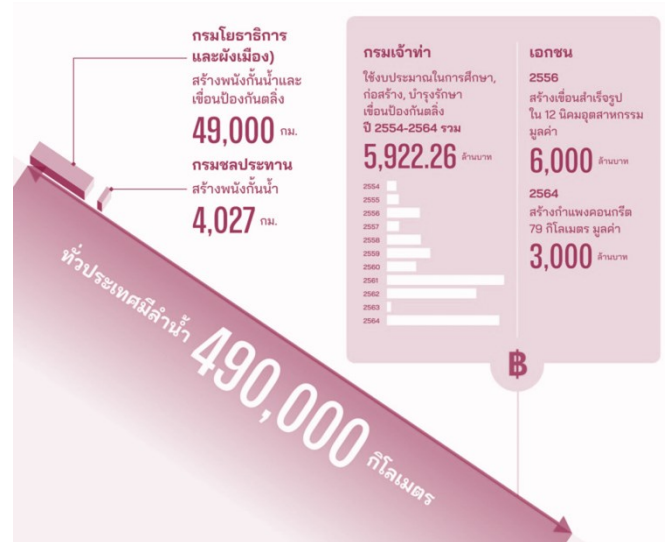 กรมโยธาธิการ
และผังเมือง)
สร้างพนังกั้นน้ำและ
เขื่อนป้องกันตลิ่ง
49,000 กม.
กรมชลประทาน
สร้างพนังกั้นน้ำ
4,027 กม.
ทั่วประเทศมีลำน้ำ 490,000 กิโลเมตร
กรมเจ้าท่า
ใช้งบประมาณในการศึกษา,
ก่อสร้าง, บำรุงรักษา
เขื่อนป้องกันตลิ่ง
ปี 2554-2564 รวม
5,922.26 ล้านบาท
2554
2555
2556
2557
2558
2559
2560
2561
2562
2563
2564
เอกชน
2556
สร้างเขื่อนสำเร็จรูป
ใน 12 นิคมอุตสาหกรรม
มูลค่า
6,000 ล้านบาท
2564
สร้างกำแพงคอนกรีต
79 กิโลเมตร มูลค่า
3,000 ล้านบาท
฿